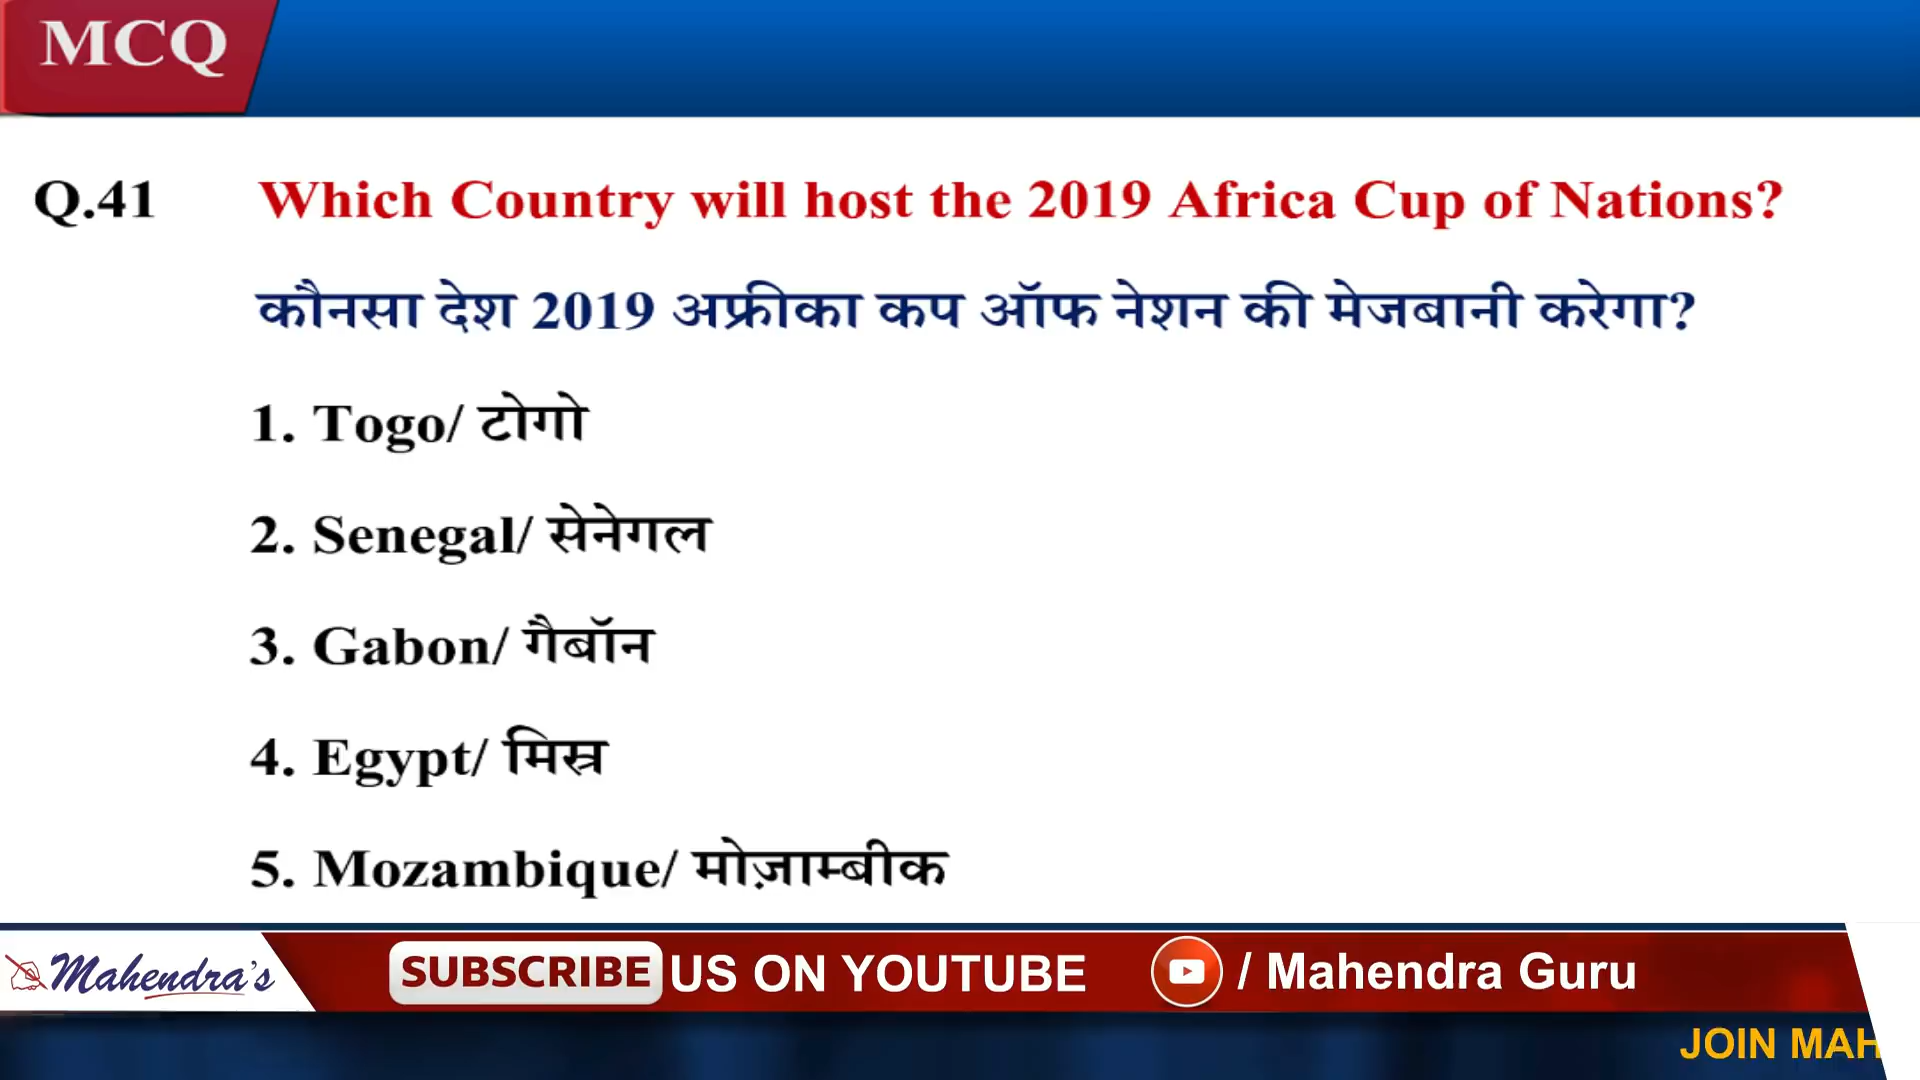 MCQ
Q.41 Which Country will host the 2019 Africa Cup of Nations?
कौनसा देश 2019 अफ्रीका कप ऑफ नेशन की मेजबानी करेगा?
1. Togo/ टोगो
2. Senegal/ सेनेगल
3. Gabon/ गैबॉन
4. Egypt/ मिस्र
5. Mozambique/ मोज़ाम्बीक
Mahendra's SUBSCRIBE US ON YOUTUBE / Mahendra Guru
JOIN MAH